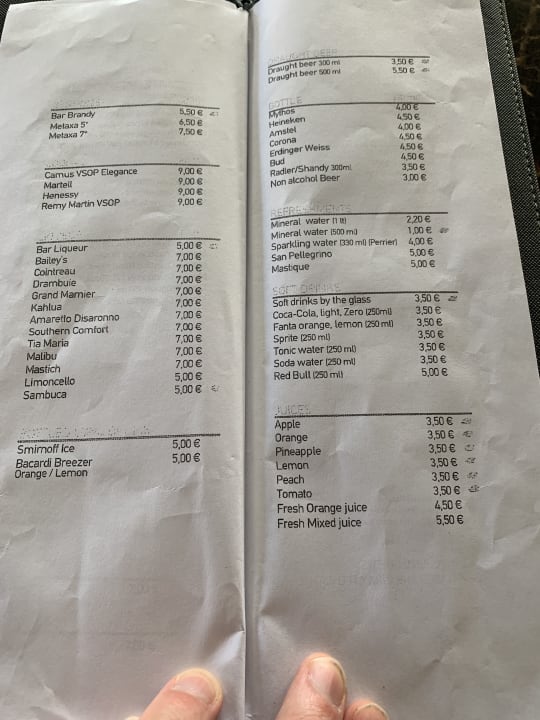 Bar Brandy 5,50 €
Metaxa 5* 6,50 €
Metaxa 7* 7,50 €
Camus VSOP Elegance 9,00 €
Martell 9,00 €
Henessy 9,00 €
Remy Martin VSOP 9,00 €
Bar Liqueur 5,00 €
Bailey's 7,00 €
Cointreau 7,00 €
Drambuie 7,00 €
Grand Marnier 7,00 €
Kahlua 7,00 €
Amaretto Disaronno 7,00 €
Southern Comfort 7,00 €
Tia Maria 7,00 €
Malibu 7,00 €
Mastich 7,00 €
Limoncello 5,00 €
Sambuca 5,00 €
Smirnoff Ice 5,00 €
Bacardi Breezer 5,00 €
Orange / Lemon
DRAUGHT BEER
Draught beer 300 ml 3,50 €
Draught beer 500 ml 5,50 €
BOTTLE
Mythos 4,00 €
Heineken 4,50 €
Amstel 4,00 €
Corona 4,50 €
Erdinger Weiss 4,50 €
Bud 4,50 €
Radler/Shandy 300ml 3,50 €
Non alcohol Beer 3,00 €
REFRESHMENTS
Mineral water (1 lt) 2,20 €
Mineral water (500 ml) 1,00 €
Sparkling water (330 ml) (Perrier) 4,00 €
San Pellegrino 5,00 €
Mastique 5,00 €
SOFT DRINKS
Soft drinks by the glass 3,50 €
Coca-Cola, light, Zero (250ml) 3,50 €
Fanta orange, lemon (250 ml) 3,50 €
Sprite (250 ml) 3,50 €
Tonic water (250 ml) 3,50 €
Soda water (250 ml) 3,50 €
Red Bull (250 ml) 5,00 €
JUICES
Apple 3,50 €
Orange 3,50 €
Pineapple 3,50 €
Lemon 3,50 €
Peach 3,50 €
Tomato 3,50 €
Fresh Orange juice 4,50 €
Fresh Mixed juice 5,50 €